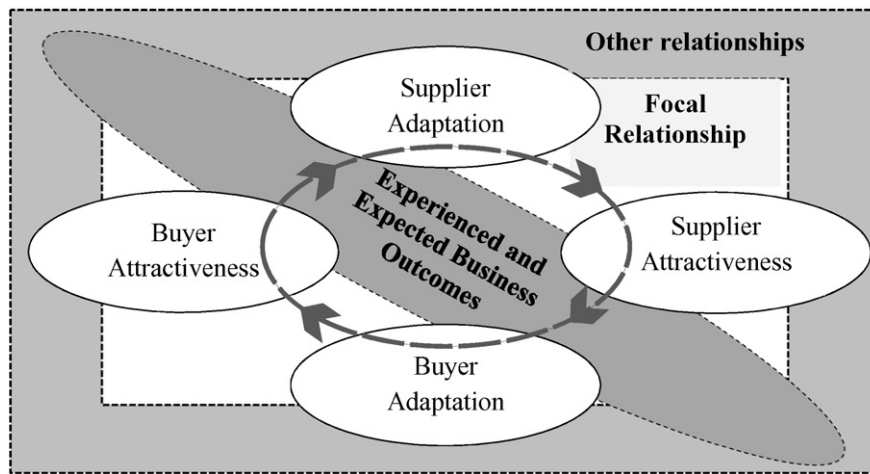 Other relationships
Supplier
Adaptation
Focal
Relationship
Experienced and
Expected Business
Outcomes
Buyer
Attractiveness
Supplier
Attractiveness
Buyer
Adaptation